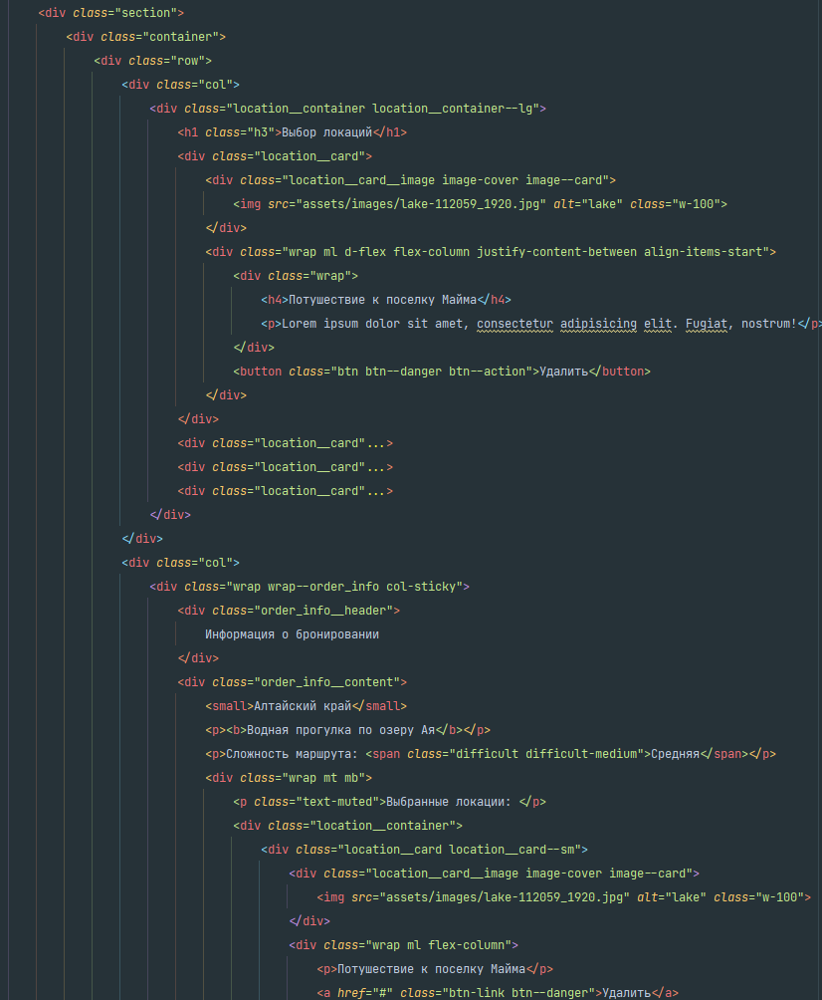 <div class="section">
<div class="container">
<div class="row">
<div class="col">
<div class="location__container location__container--lg">
<h1 class="h3">Выбор локаций</h1>
<div class="location__card">
<div class="location__card__image image-cover image--card">
<img src="assets/images/lake-112059_1920.jpg" alt="lake" class="w-100">
</div>
<div class="wrap ml d-flex flex-column justify-content-between align-items-start">
<div class="wrap">
<h4>Потушествие к поселку Майма</h4>
<p>Lorem ipsum dolor sit amet, consectetur adipisicing elit. Fugiat, nostrum!</p>
</div>
<button class="btn btn--danger btn--action">Удалить</button>
</div>
</div>
<div class="location__card"...>
<div class="location__card"...>
<div class="location__card"...>
</div>
</div>
<div class="col">
<div class="wrap wrap--order_info col-sticky">
<div class="order_info__header">
Информация о бронировании
</div>
<div class="order_info__content">
<small>Алтайский край</small>
<p><b>Водная прогулка по озеру Ая</b></p>
<p>Сложность маршрута: <span class="difficult difficult-medium">Средняя</span></p>
<div class="wrap mt mb">
<p class="text-muted">Выбранные локации: </p>
<div class="location__container">
<div class="location__card location__card--sm">
<div class="location__card__image image-cover image--card">
<img src="assets/images/lake-112059_1920.jpg" alt="lake" class="w-100">
</div>
<div class="wrap ml flex-column">
<p>Потушествие к поселку Майма</p>
<a href="#" class="btn-link btn--danger">Удалить</a>